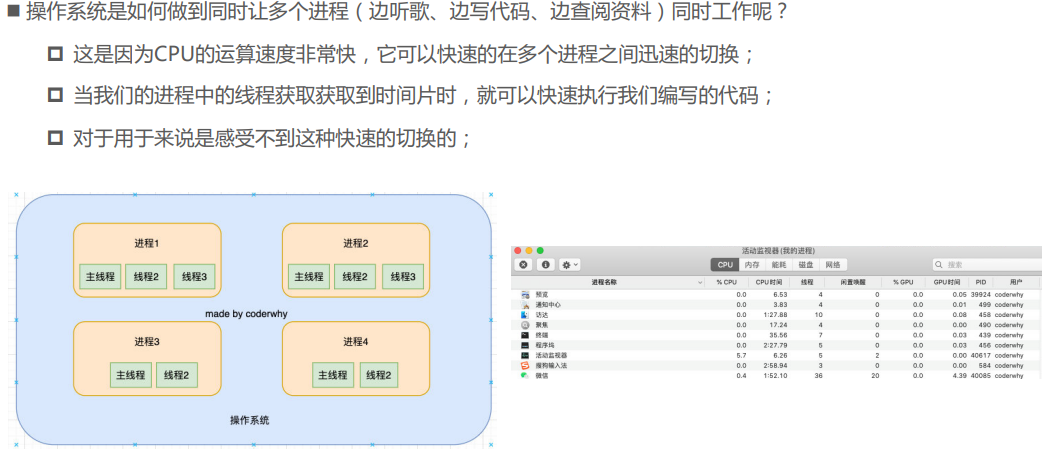 操作系统是如何做到同时让多个进程（边听歌、边写代码、边查阅资料）同时工作呢？
这是因为CPU的运算速度非常快，它可以快速的在多个进程之间迅速的切换；
当我们的进程中的线程获取获取到时间片时，就可以快速执行我们编写的代码；
对于用于来说是感受不到这种快速的切换的；
进程1
主线程 线程2 线程3
进程2
主线程 线程2 线程3
made by coderwhy
进程3
主线程 线程2
进程4
主线程 线程2
操作系统
活动监视器 (我的进程)
CPU 内存 能耗 磁盘 网络
搜索
进程名称 % CPU CPU 时间 线程 闲置唤醒 % GPU GPU 时间 PID 用户
预览 0.0 6.53 4 0 0.0 0.05 39924 coderwhy
通知中心 0.0 3.83 4 0 0.0 0.01 499 coderwhy
访达 0.0 1:27.88 10 0 0.0 0.08 458 coderwhy
聚焦 0.0 17.24 4 0 0.0 0.00 490 coderwhy
终端 0.0 35.56 7 0 0.0 0.03 439 coderwhy
程序坞 0.0 2:27.79 5 0 0.0 0.03 456 coderwhy
活动监视器 5.7 6.26 5 2 0.0 0.00 40617 coderwhy
搜狗输入法 0.0 2:58.94 3 0 0.0 0.00 584 coderwhy
微信 0.4 1:52.10 36 20 0.0 4.39 40085 coderwhy